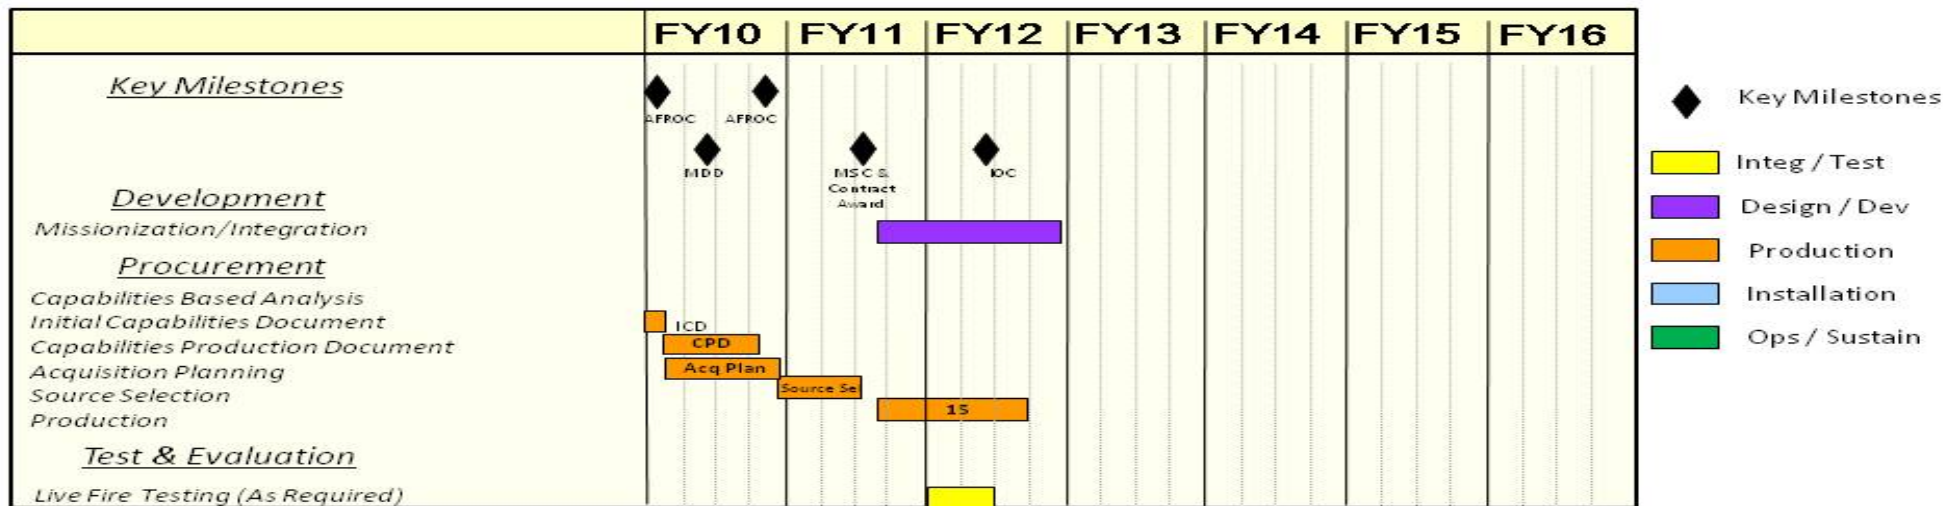 FY10 FY11 FY12 FY13 FY14 FY15 FY16
Key Milestones
AFROC AFROC
MDD
MSC &
Contract
Award
IOC
Development
Missionization/Integration
Procurement
Capabilities Based Analysis
Initial Capabilities Document
ICD
Capabilities Production Document
CPD
Acquisition Planning
Acq Plan
Source Selection
Source Sel
Production
15
Test & Evaluation
Live Fire Testing (As Required)
Key Milestones
Integ / Test
Design / Dev
Production
Installation
Ops / Sustain